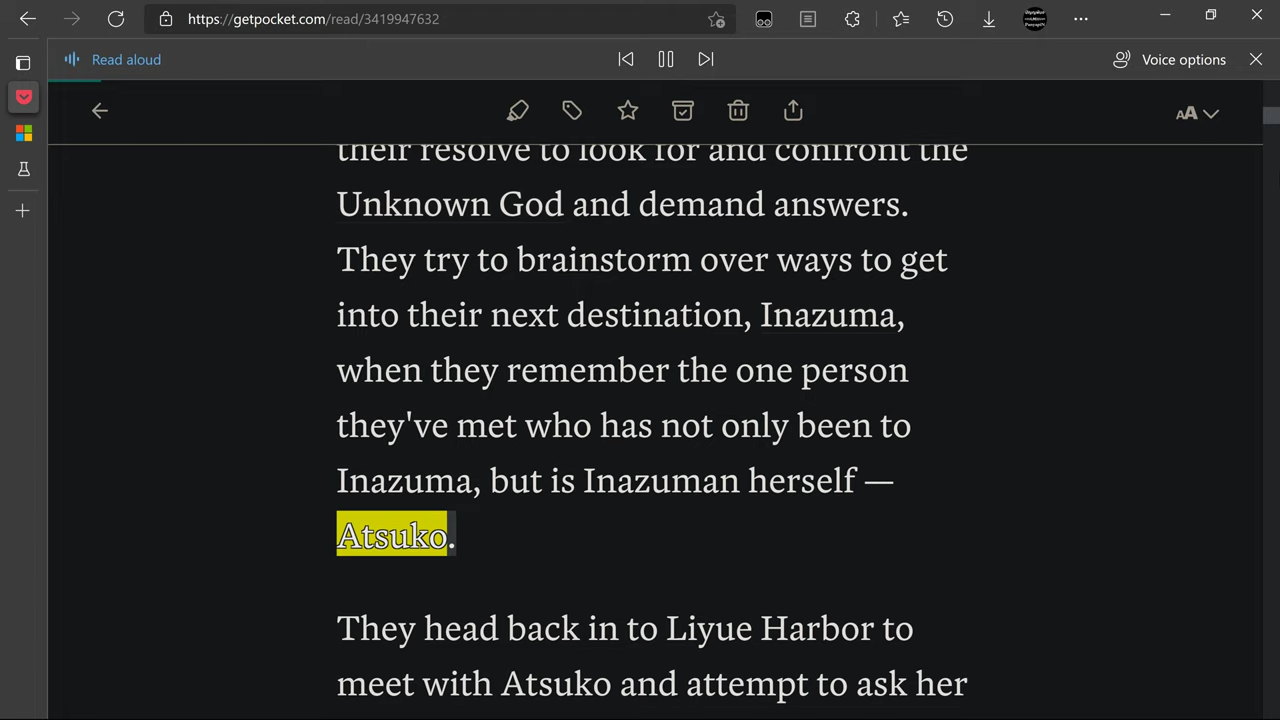 https://getpocket.com/read/3419947632
Read aloud
Voice options
AA
their resolve to look for and confront the
Unknown God and demand answers.
They try to brainstorm over ways to get
into their next destination, Inazuma,
when they remember the one person
they've met who has not only been to
Inazuma, but is Inazuman herself —
Atsuko.
They head back in to Liyue Harbor to
meet with Atsuko and attempt to ask her